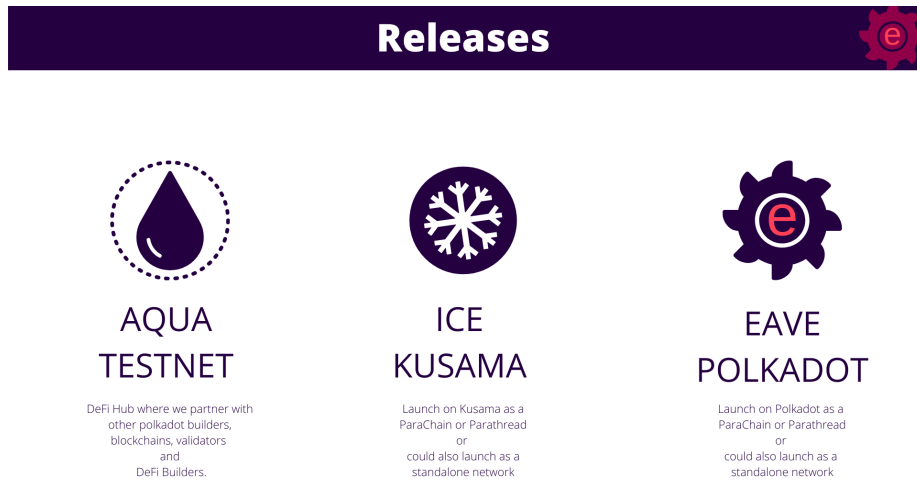 Releases
e
e
AQUA
TESTNET
DeFi Hub where we partner with
other polkadot builders,
blockchains, validators
and
DeFi Builders.
ICE
KUSAMA
Launch on Kusama as a
ParaChain or Parathread
or
could also launch as a
standalone network
EAVE
POLKADOT
Launch on Polkadot as a
ParaChain or Parathread
or
could also launch as a
standalone network